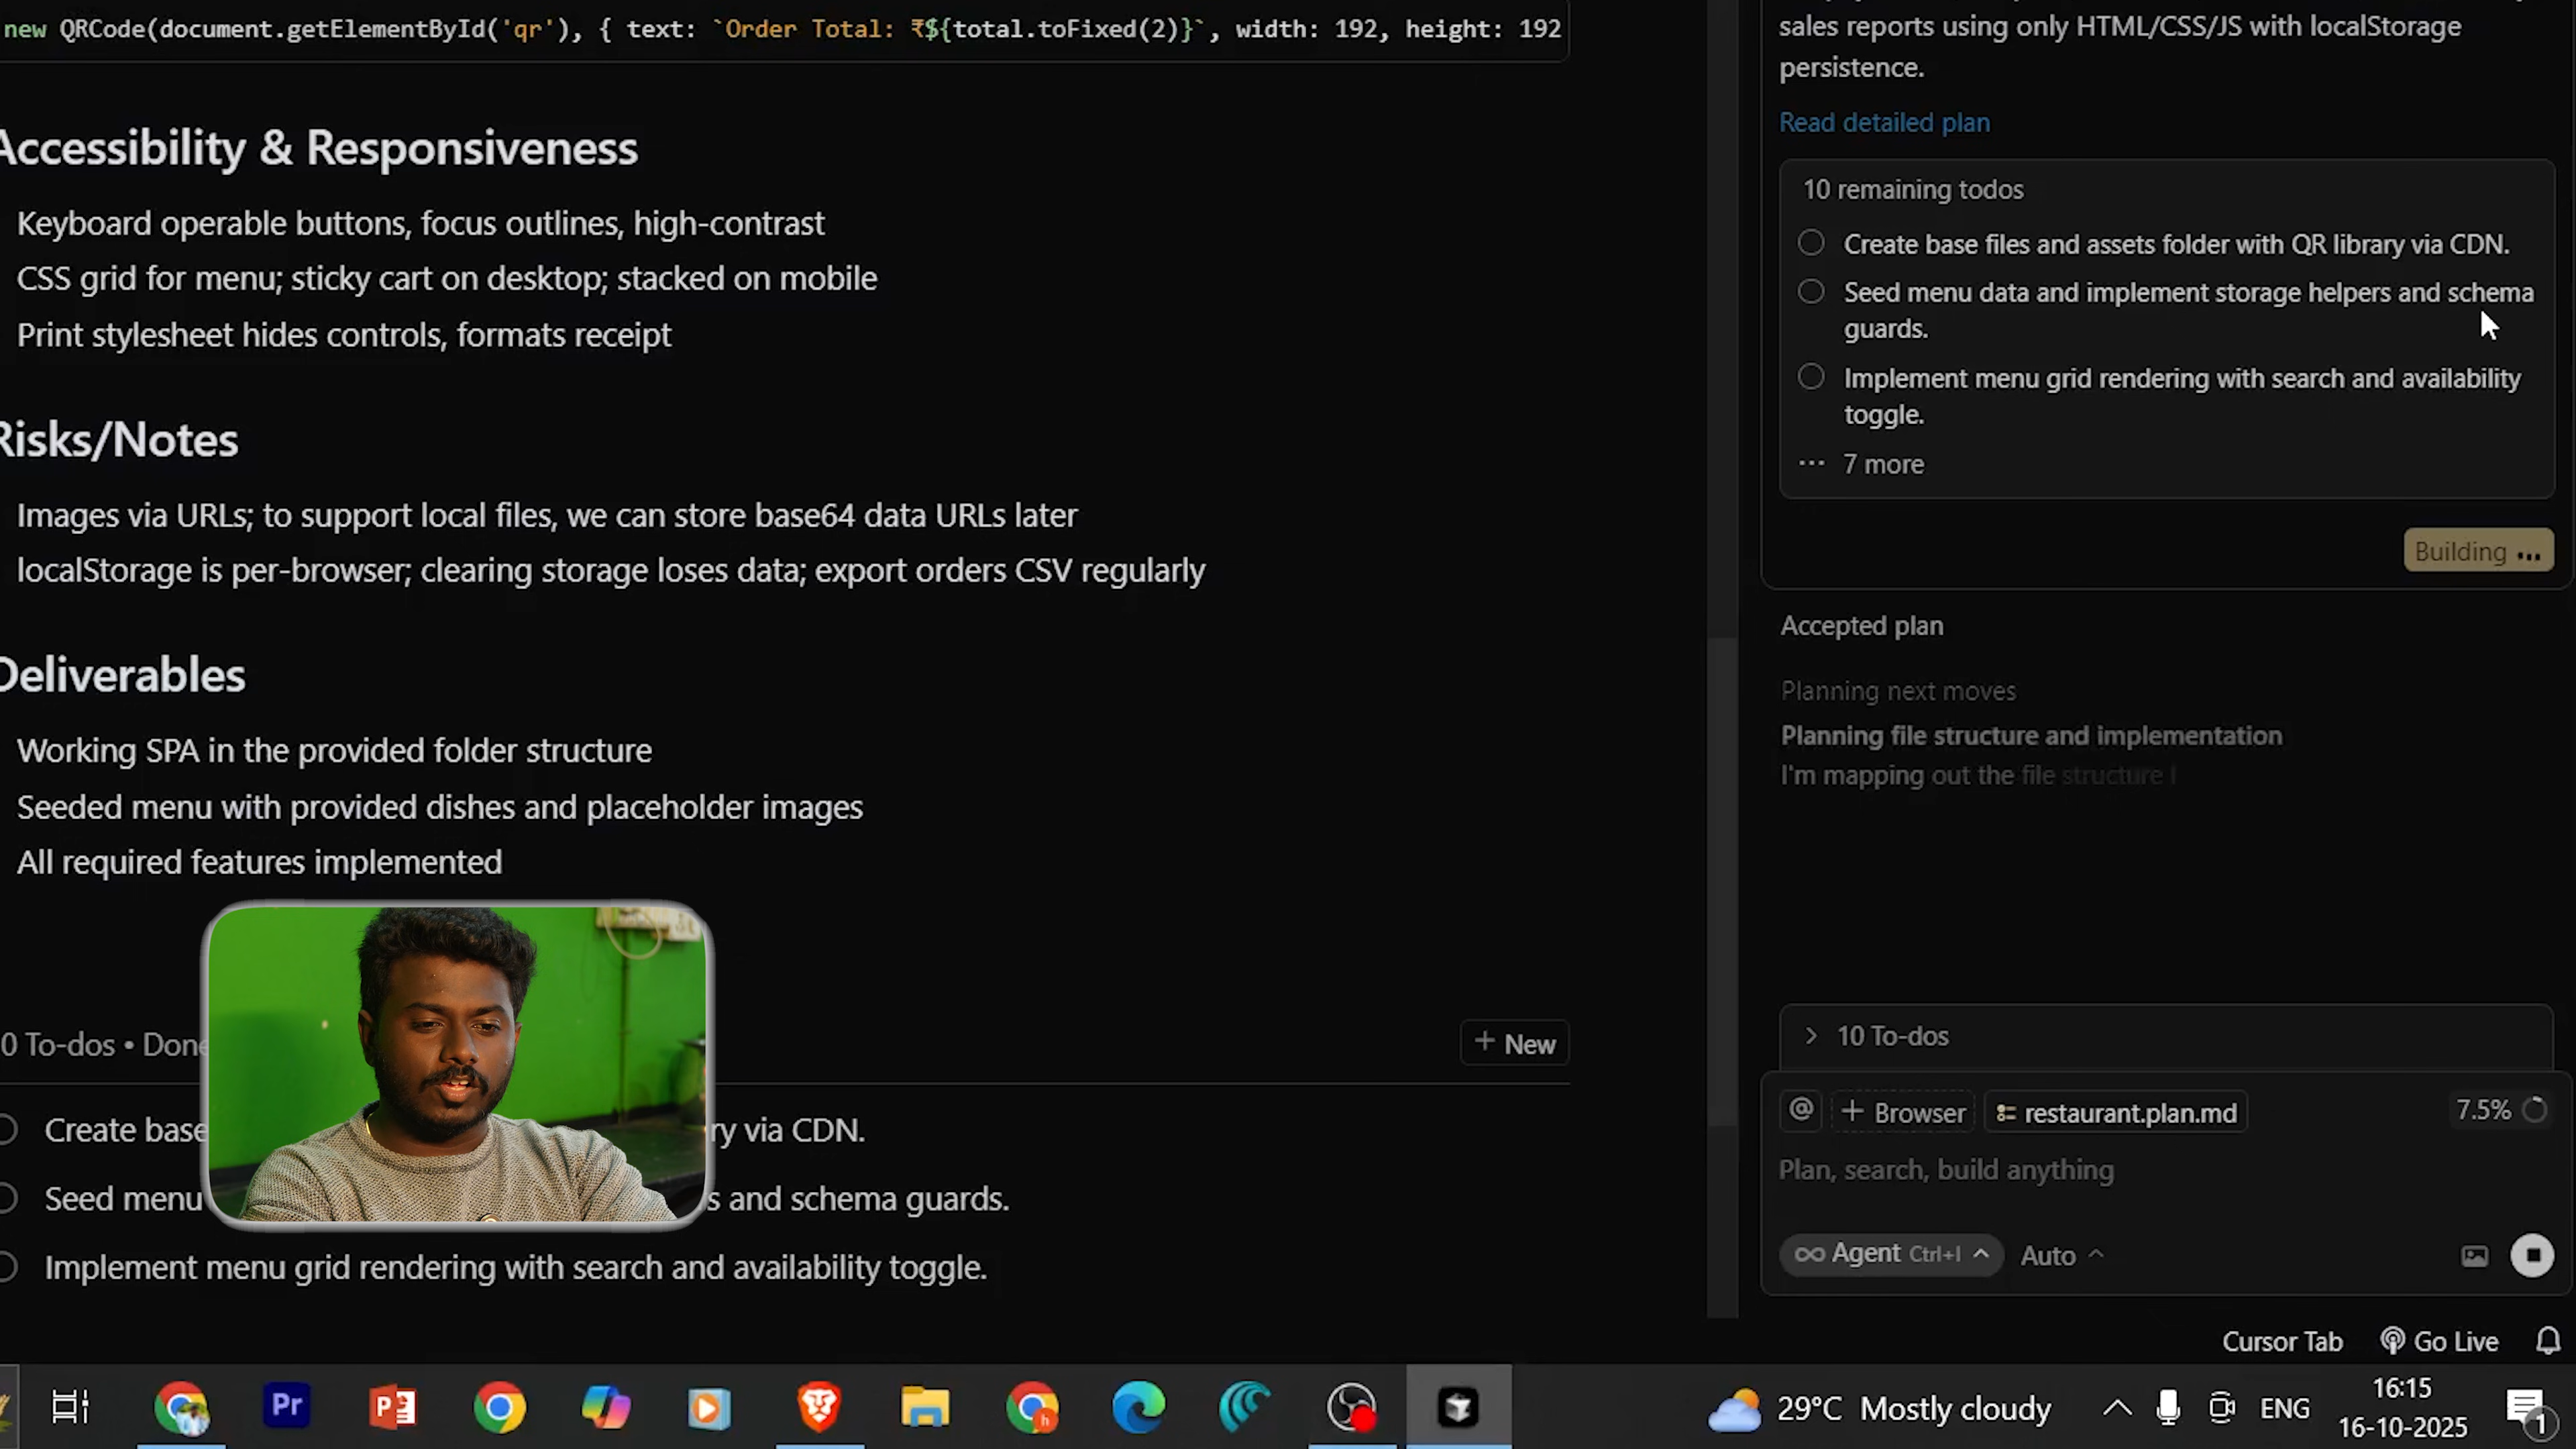 new QRCode(document.getElementById('qr'), { text: `Order Total: ₹${total.toFixed(2)}`, width: 192, height: 192
Accessibility & Responsiveness
Keyboard operable buttons, focus outlines, high-contrast
CSS grid for menu; sticky cart on desktop; stacked on mobile
Print stylesheet hides controls, formats receipt
Risks/Notes
Images via URLs; to support local files, we can store base64 data URLs later
localStorage is per-browser; clearing storage loses data; export orders CSV regularly
Deliverables
Working SPA in the provided folder structure
Seeded menu with provided dishes and placeholder images
All required features implemented
0 To-dos • Done
+ New
Create base
ry via CDN.
Seed menu
s and schema guards.
Implement menu grid rendering with search and availability toggle.
sales reports using only HTML/CSS/JS with localStorage
persistence.
Read detailed plan
10 remaining todos
Create base files and assets folder with QR library via CDN.
Seed menu data and implement storage helpers and schema
guards.
Implement menu grid rendering with search and availability
toggle.
··· 7 more
Building ...
Accepted plan
Planning next moves
Planning file structure and implementation
I'm mapping out the file structure
> 10 To-dos
@ + Browser restaurant.plan.md 7.5%
Plan, search, build anything
∞ Agent Ctrl+I Auto
Cursor Tab Go Live
Pr
29°C Mostly cloudy
ENG
16:15
16-10-2025
1